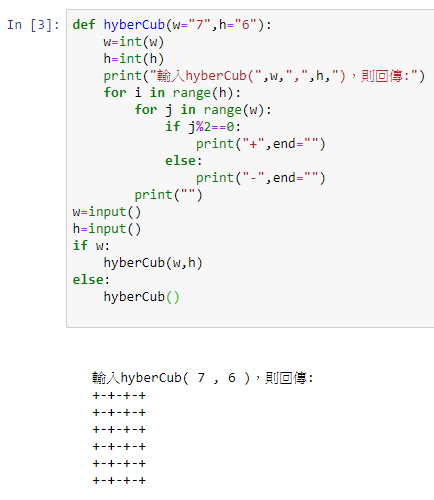 In [3]: def hyberCub(w="7",h="6"):
    w=int(w)
    h=int(h)
    print("輸入hyberCub(",w,",",h,")，則回傳:")
    for i in range(h):
        for j in range(w):
            if j%2==0:
                print("+",end="")
            else:
                print("-",end="")
        print("")
w=input()
h=input()
if w:
    hyberCub(w,h)
else:
    hyberCub()
輸入hyberCub( 7 , 6 )，則回傳:
+-+-+-+
+-+-+-+
+-+-+-+
+-+-+-+
+-+-+-+
+-+-+-+